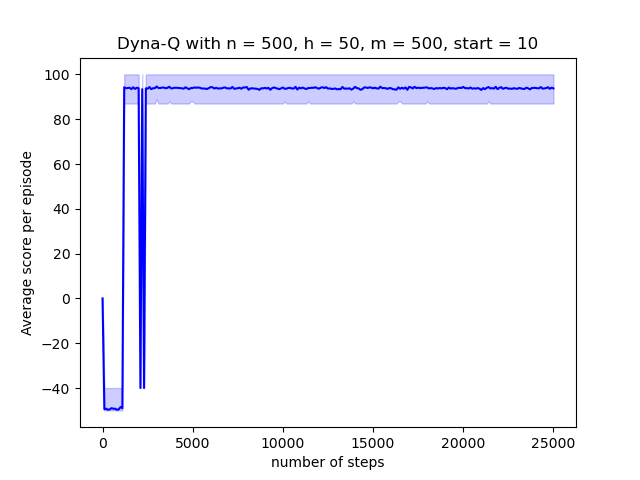 Dyna-Q with n = 500, h = 50, m = 500, start = 10
Average score per episode
100
80
60
40
20
0
−20
−40
0 5000 10000 15000 20000 25000
number of steps